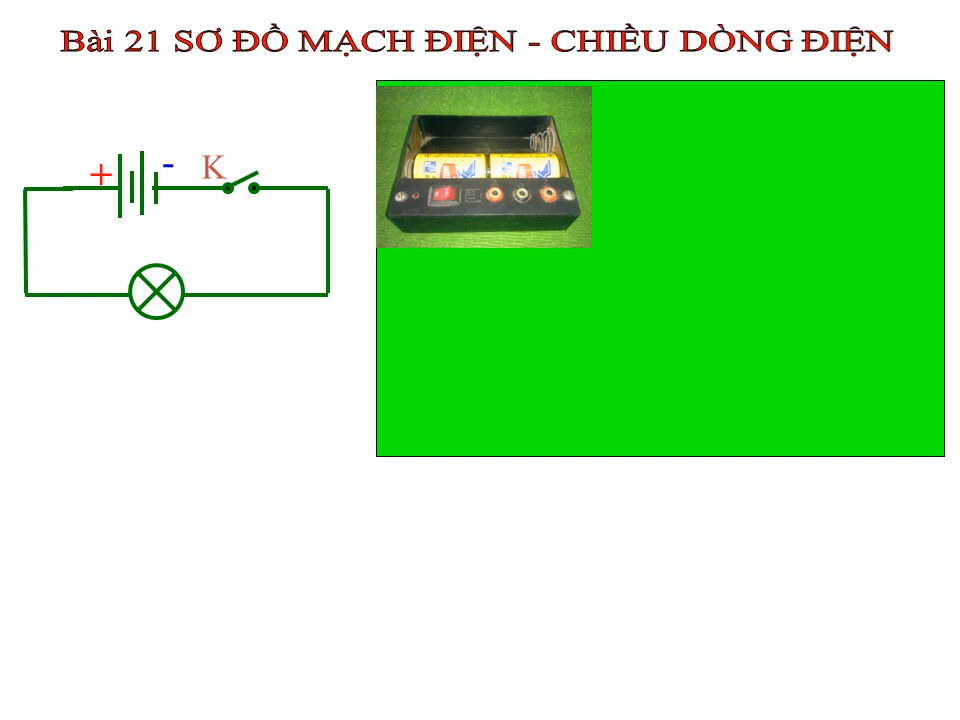 Bài 21 SƠ ĐỒ MẠCH ĐIỆN - CHIỀU DÒNG ĐIỆN
+ - K